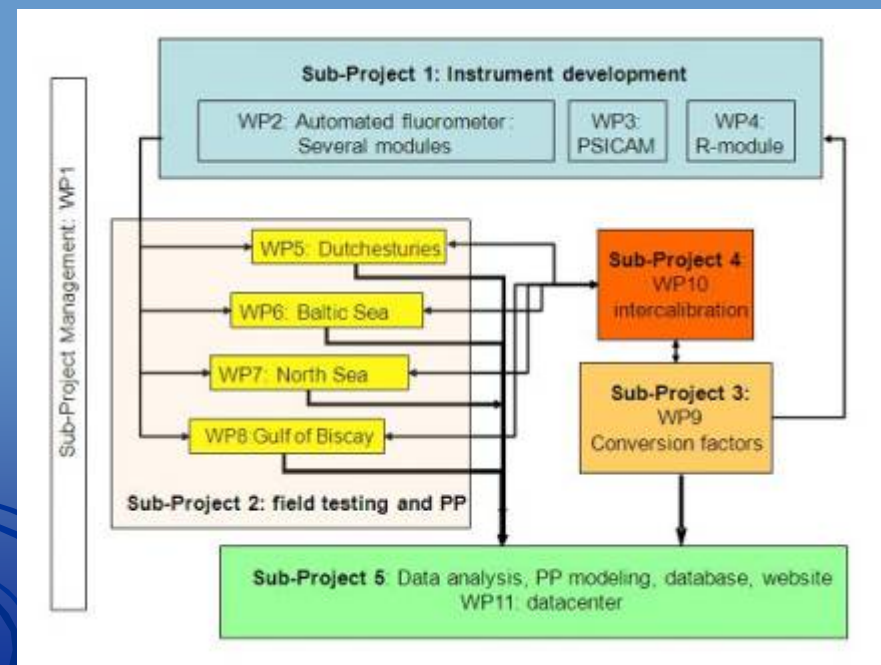 Sub-Project Management: WP1
Sub-Project 1: Instrument development
WP2: Automated fluorometer:
Several modules
WP3:
PSICAM
WP4:
R-module
WP5: Dutchesturies
WP6: Baltic Sea
WP7: North Sea
WP8:Gulf of Biscay
Sub-Project 2: field testing and PP
Sub-Project 4:
WP10
intercalibration
Sub-Project 3:
WP9
Conversion factors
Sub-Project 5: Data analysis, PP modeling, database, website
WP11: datacenter